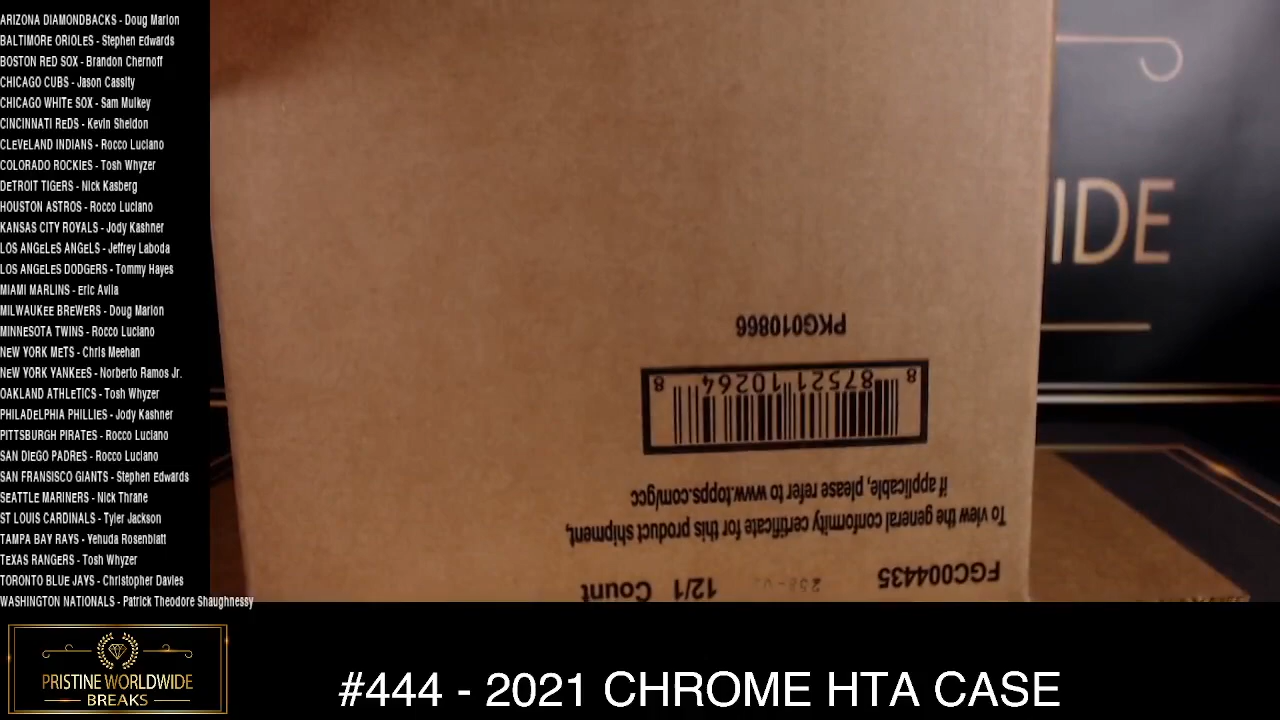 ARIZONA DIAMONDBACKS - Doug Marion
BALTIMORE ORIOLES - Stephen Edwards
BOSTON ReD SOX - Brandon Chernoff
CHICAGO CUBS - Jason Cassity
CHICAGO WHITe SOX - Sam Mulkey
CINCINNATI ReDS - Kevin Sheldon
CLeVeLAND INDIANS - Rocco Luciano
COLORADO ROCKIeS - Tosh Whyzer
DeTROIT TIGeRS - Nick Kasberg
HOUSTON ASTROS - Rocco Luciano
KANSAS CITY ROYALS - Jody Kashner
LOS ANGeLeS ANGeLS - Jeffrey Laboda
LOS ANGeLeS DODGeRS - Tommy Hayes
MIAMI MARLINS - eric Avila
MILWAUKee BReWeRS - Doug Marion
MINNeSOTA TWINS - Rocco Luciano
NeW YORK MeTS - Chris Meehan
NeW YORK YANKeeS - Norberto Ramos Jr.
OAKLAND ATHLeTICS - Tosh Whyzer
PHILADeLPHIA PHILLIeS - Jody Kashner
PITTSBURGH PIRATeS - Rocco Luciano
SAN DIeGO PADReS - Rocco Luciano
SAN FRANSISCO GIANTS - Stephen Edwards
SeATTLe MARINeRS - Nick Thrane
ST LOUIS CARDINALS - Tyler Jackson
TAMPA BAY RAYS - Yehuda Rosenblatt
TeXAS RANGeRS - Tosh Whyzer
TORONTO BLUe JAYS - Christopher Davies
WASHINGTON NATIONALS - Patrick Theodore Shaughnessy
FGC004435 12/1 Count
To view the general conformity certificate for this product shipment,
if applicable, please refer to www.topps.com/gcc
8 87521 10264 8
PKG010866
IDE
PRISTINE WORLDWIDE
BREAKS
#444 - 2021 CHROME HTA CASE